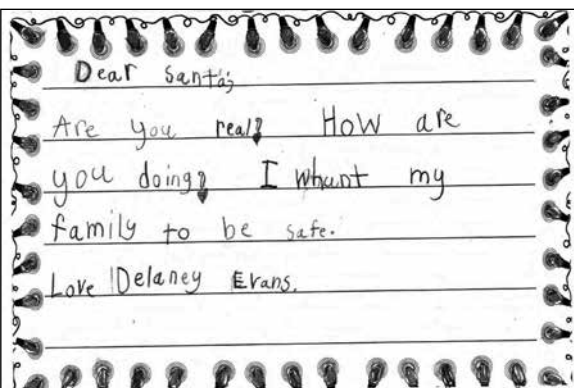 Dear Santa,
Are you real? How are
you doing? I whant my
family to be safe.
Love Delaney Evans.